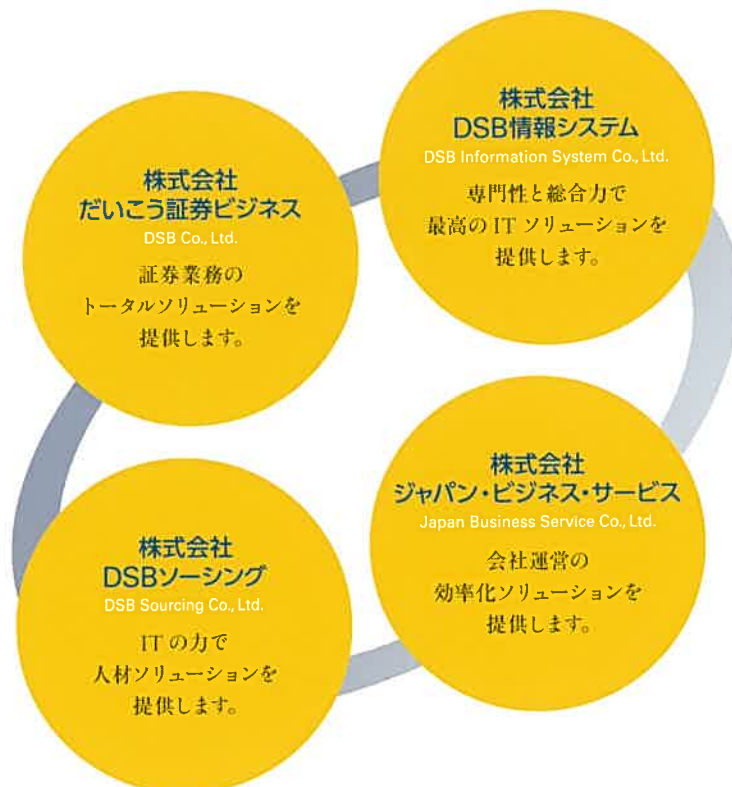 株式会社
だいこう証券ビジネス
DSB Co., Ltd.
証券業務の
トータルソリューションを
提供します。
株式会社
DSB情報システム
DSB Information System Co., Ltd.
専門性と総合力で
最高の IT ソリューションを
提供します。
株式会社
DSBソーシング
DSB Sourcing Co., Ltd.
IT の力で
人材ソリューションを
提供します。
株式会社
ジャパン・ビジネス・サービス
Japan Business Service Co., Ltd.
会社運営の
効率化ソリューションを
提供します。